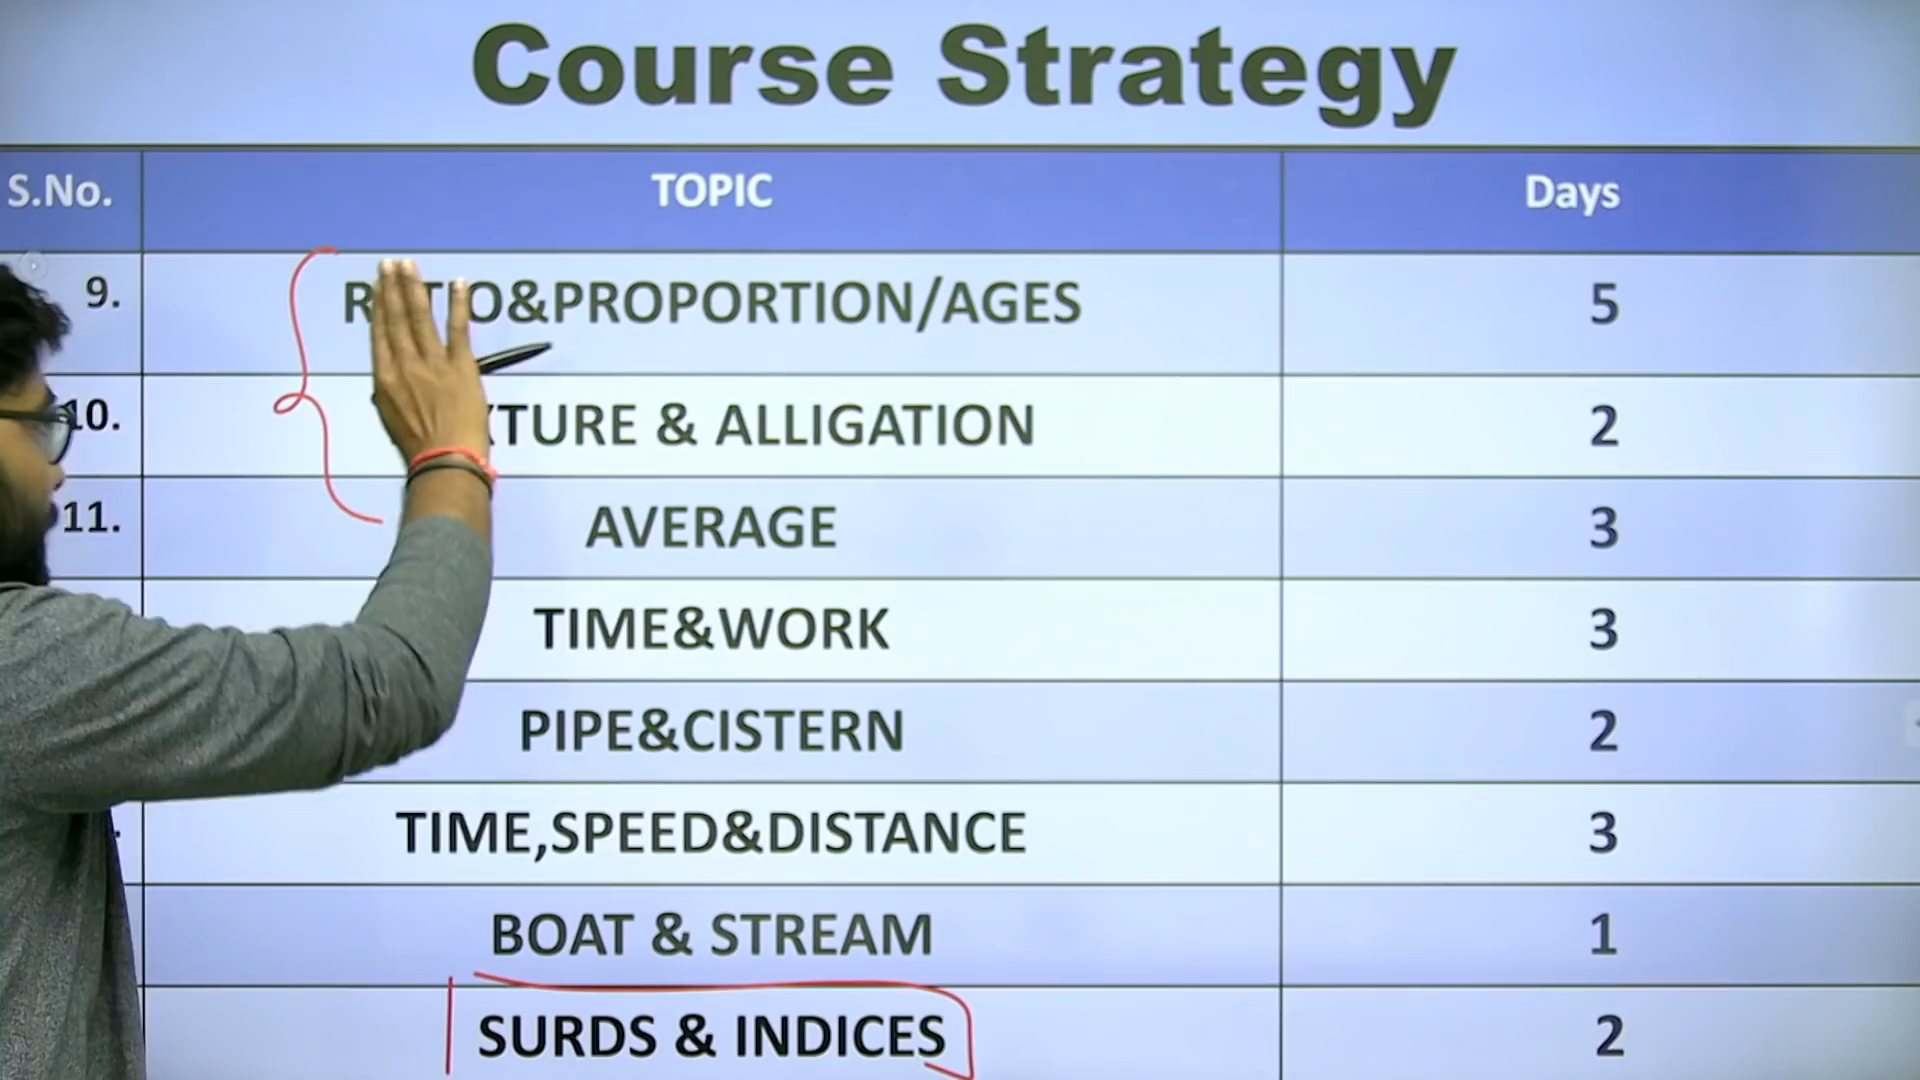 Course Strategy
S.No. TOPIC Days
9. RATIO&PROPORTION/AGES 5
10. & ALLIGATION 2
11. AVERAGE 3
TIME&WORK 3
PIPE&CISTERN 2
TIME,SPEED&DISTANCE 3
BOAT & STREAM 1
SURDS & INDICES 2